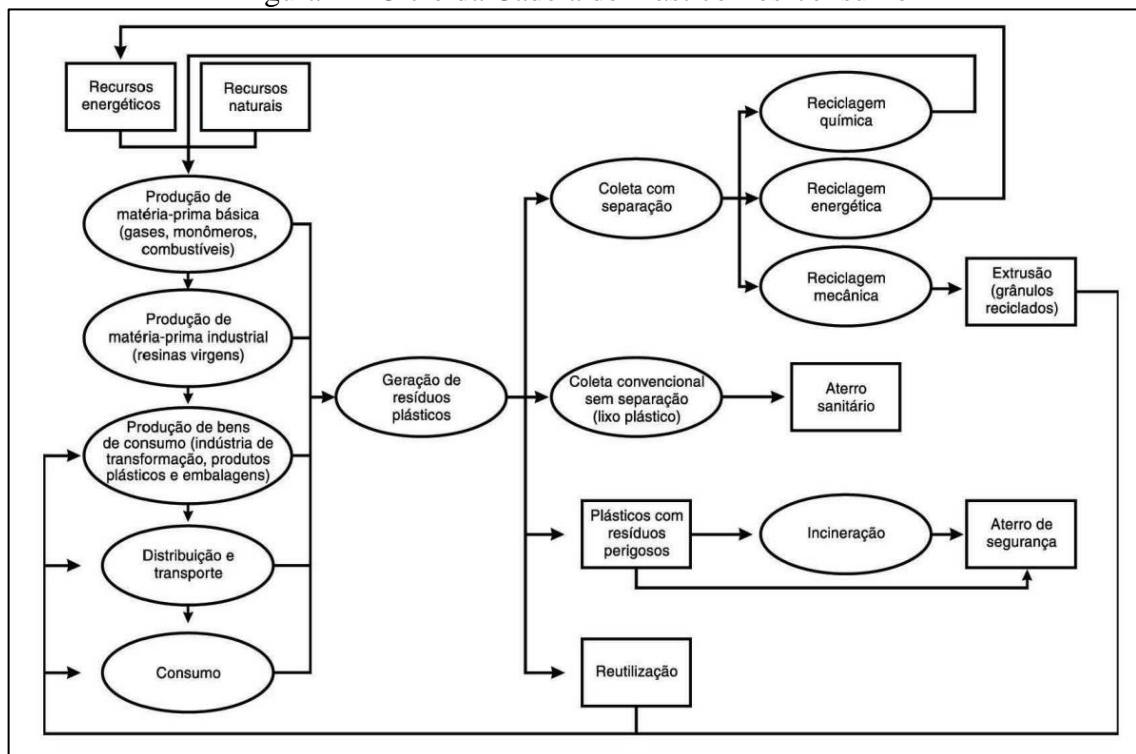 Recursos
energéticos
Recursos
naturais
Produção de
matéria-prima básica
(gases, monômeros,
combustíveis)
Produção de
matéria-prima industrial
(resinas virgens)
Produção de bens
de consumo (indústria de
transformação, produtos
plásticos e embalagens)
Distribuição e
transporte
Consumo
Geração de
resíduos
plásticos
Coleta com
separação
Reciclagem
química
Reciclagem
energética
Reciclagem
mecânica
Extrusão
(grânulos
reciclados)
Coleta convencional
sem separação
(lixo plástico)
Aterro
sanitário
Plásticos com
resíduos
perigosos
Incineração
Aterro de
segurança
Reutilização